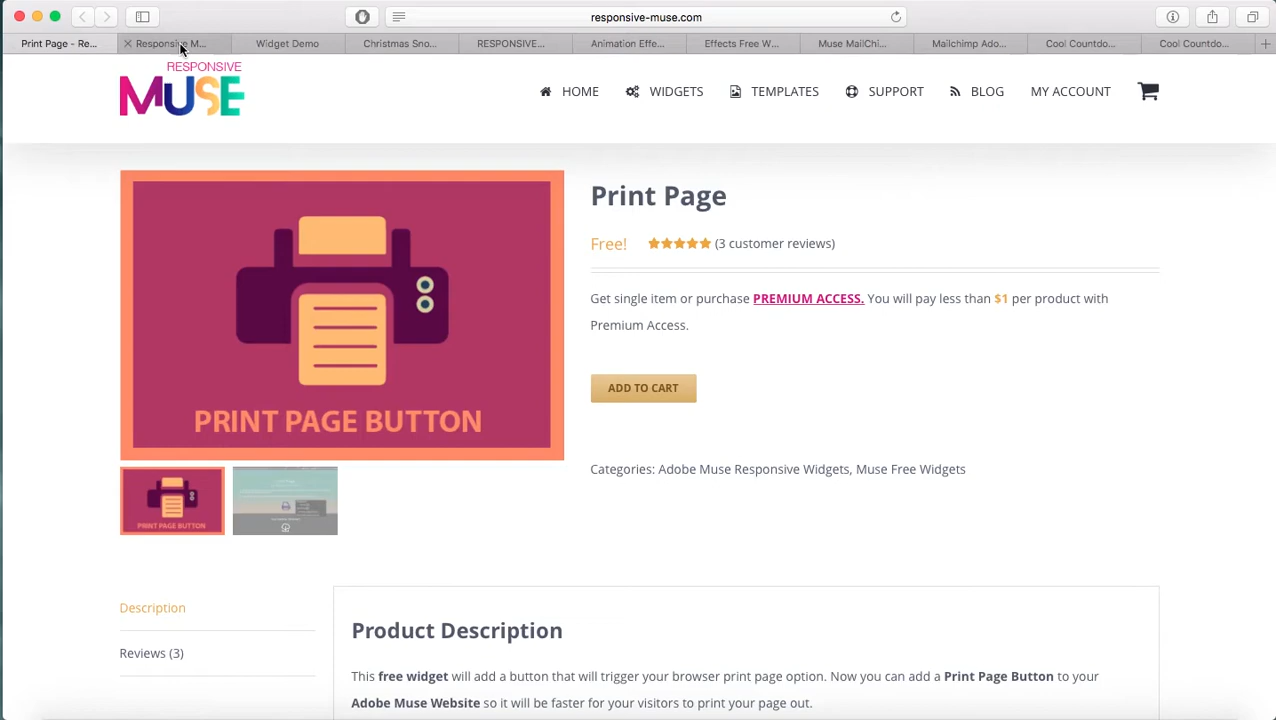 responsive-muse.com
Print Page - Re...
Responsive M...
Widget Demo
Christmas Sno...
RESPONSIVE...
Animation Effe...
Effects Free W...
Muse MailChi...
Mailchimp Ado...
Cool Countdo...
Cool Countdo...
RESPONSIVE
MUSE
HOME
WIDGETS
TEMPLATES
SUPPORT
BLOG
MY ACCOUNT
PRINT PAGE BUTTON
PRINT PAGE BUTTON
Print Page
Free!
(3 customer reviews)
Get single item or purchase PREMIUM ACCESS. You will pay less than $1 per product with
Premium Access.
ADD TO CART
Categories: Adobe Muse Responsive Widgets, Muse Free Widgets
Description
Reviews (3)
Product Description
This free widget will add a button that will trigger your browser print page option. Now you can add a Print Page Button to your
Adobe Muse Website so it will be faster for your visitors to print your page out.